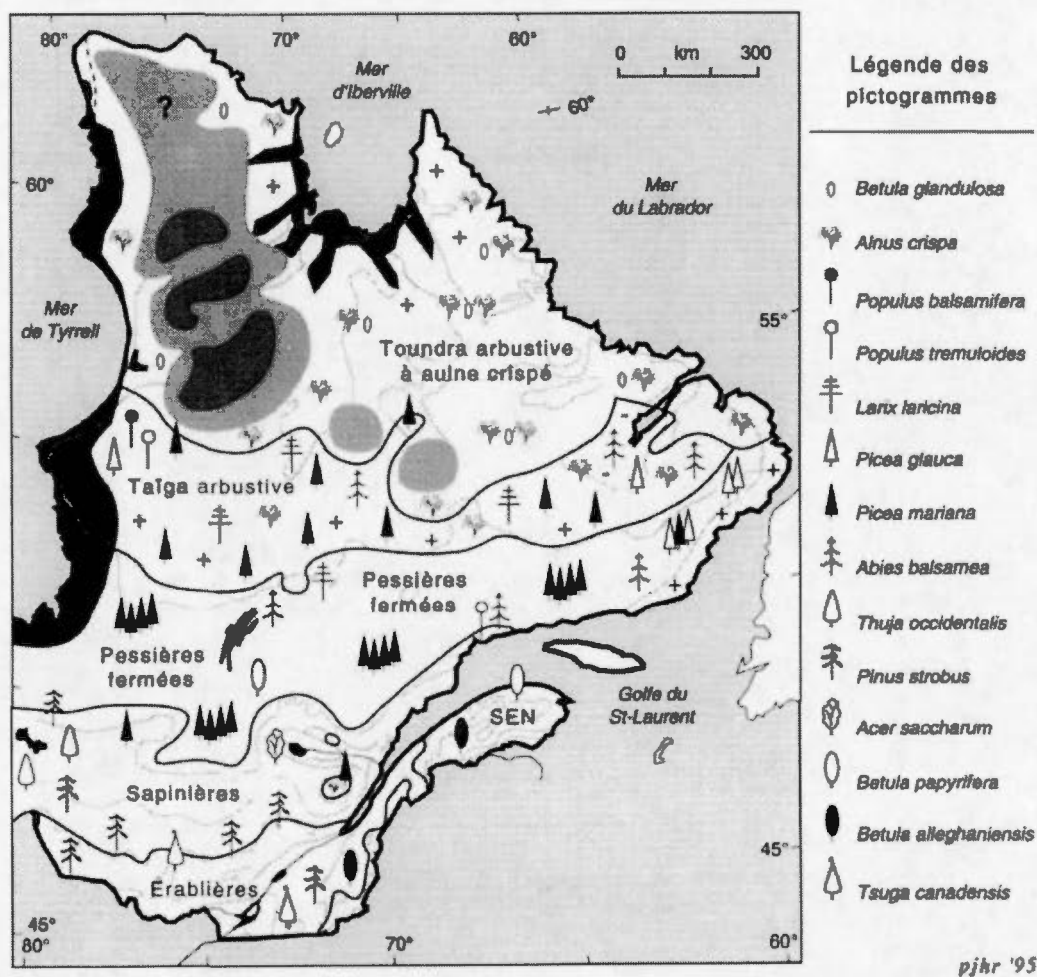 80°
70°
60°
0 km 300
Mer
d'Iberville
60°
?
60°
Mer
du Labrador
Mer
de Tyrrell
55°
Toundra arbustive
à aulne crispé
Taïga arbustive
Pessières
fermées
Pessières
fermées
SEN
Golfe du
St-Laurent
Sapinières
Erablières
45°
45°
80°
70°
60°
Légende des
pictogrammes
Betula glandulosa
Alnus crispa
Populus balsamifera
Populus tremuloides
Larix laricina
Picea glauca
Picea mariana
Abies balsamea
Thuja occidentalis
Pinus strobus
Acer saccharum
Betula papyrifera
Betula alleghaniensis
Tsuga canadensis
pjhr '95